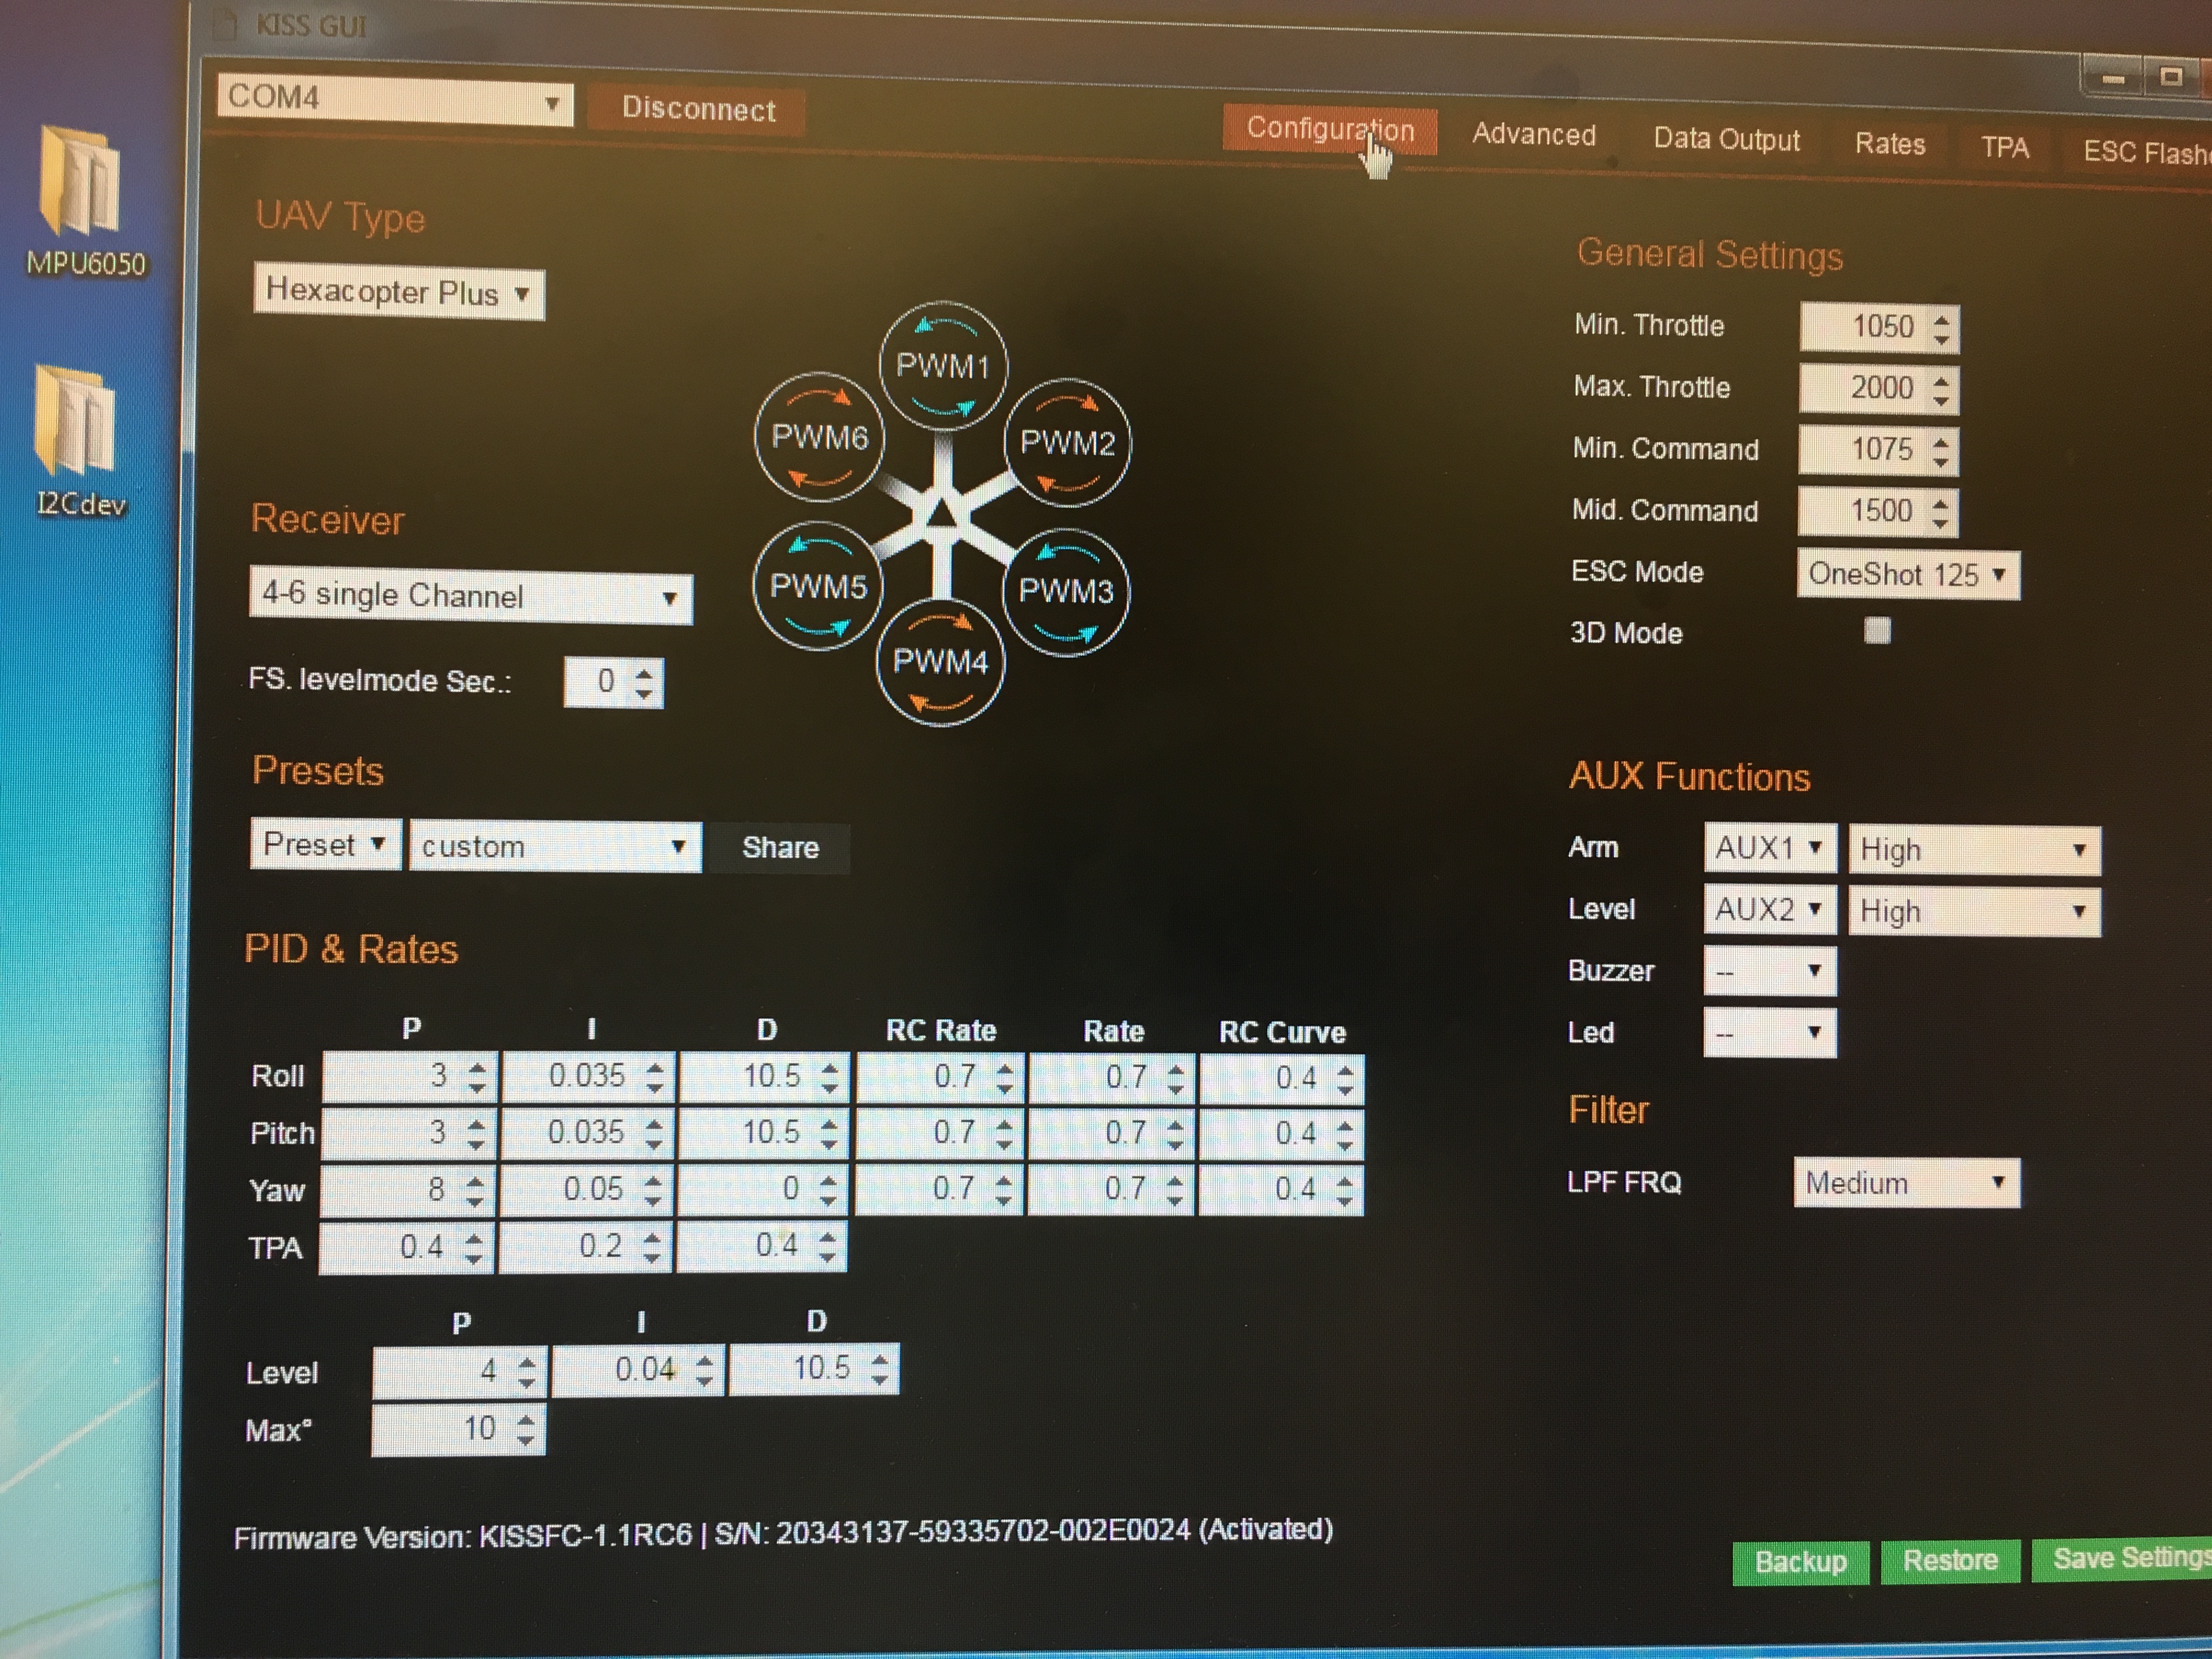 KISS GUI
COM4 Disconnect Configuration Advanced Data Output Rates TPA ESC
MPU6050
I2Cdev
UAV Type
Hexacopter Plus
PWM1
PWM6 PWM2
PWM5 PWM3
PWM4
Receiver
4-6 single Channel
FS. levelmode Sec.: 0
Presets
Preset custom Share
PID & Rates
P I D RC Rate Rate RC Curve
Roll 3 0.035 10.5 0.7 0.7 0.4
Pitch 3 0.035 10.5 0.7 0.7 0.4
Yaw 8 0.05 0 0.7 0.7 0.4
TPA 0.4 0.2 0.4
P I D
Level 4 0.04 10.5
Max° 10
General Settings
Min. Throttle 1050
Max. Throttle 2000
Min. Command 1075
Mid. Command 1500
ESC Mode OneShot 125
3D Mode
AUX Functions
Arm AUX1 High
Level AUX2 High
Buzzer --
Led --
Filter
LPF FRQ Medium
Firmware Version: KISSFC-1.1RC6 | S/N: 20343137-59335702-002E0024 (Activated)
Backup Restore Save Settings